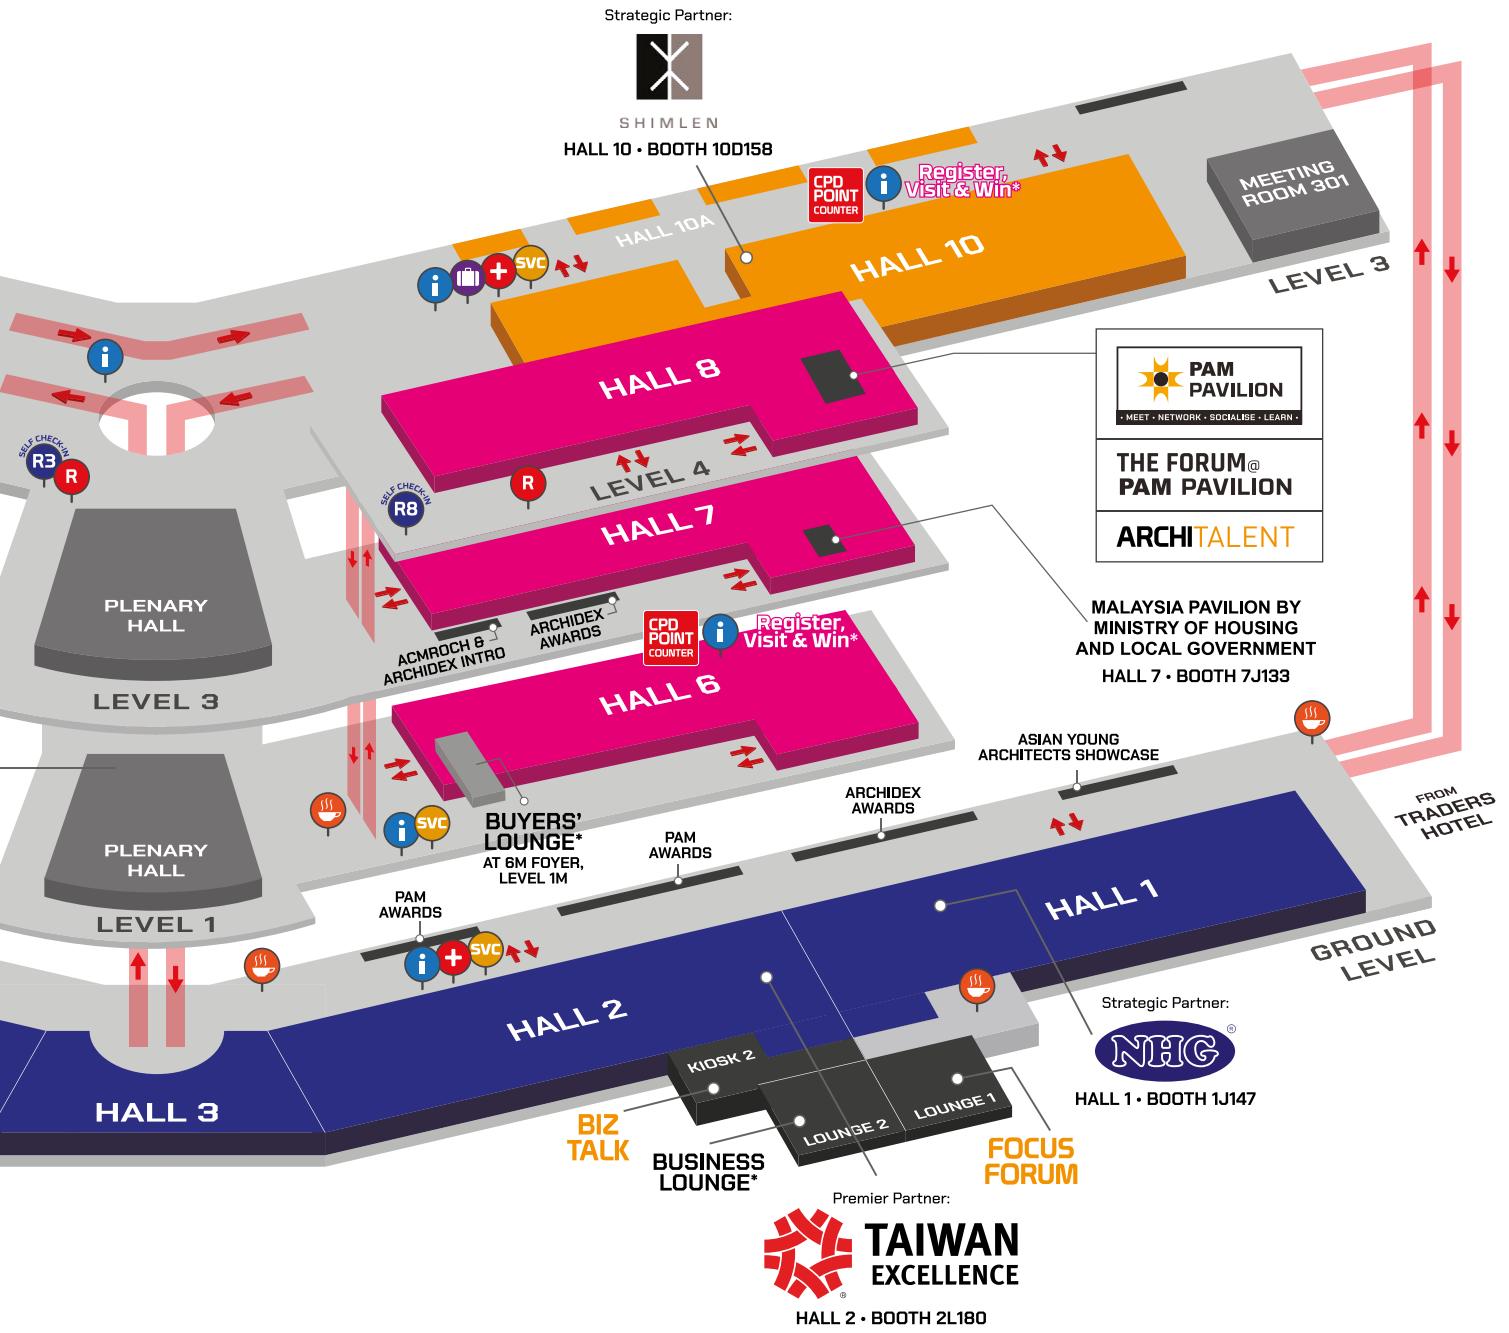 Strategic Partner:
SHIMLEN
HALL 10 • BOOTH 10D158
CPD
POINT
COUNTER
i
Register,
Visit & Win*
MEETING
ROOM 301
HALL 10A
HALL 10
LEVEL 3
i
SVC
i
HALL 8
PAM
PAVILION
• MEET • NETWORK • SOCIALISE • LEARN •
THE FORUM@
PAM PAVILION
ARCHITALENT
SELF CHECK-IN
R3
R
LEVEL 4
R
SELF CHECK-IN
R8
HALL 7
PLENARY
HALL
LEVEL 3
ACMROCH &
ARCHIDEX INTRO
ARCHIDEX
AWARDS
CPD
POINT
COUNTER
i
Register,
Visit & Win*
MALAYSIA PAVILION BY
MINISTRY OF HOUSING
AND LOCAL GOVERNMENT
HALL 7 • BOOTH 7J133
HALL 6
ASIAN YOUNG
ARCHITECTS SHOWCASE
ARCHIDEX
AWARDS
FROM
TRADERS
HOTEL
i
SVC
BUYERS'
LOUNGE*
AT 6M FOYER,
LEVEL 1M
PAM
AWARDS
PLENARY
HALL
LEVEL 1
PAM
AWARDS
i
SVC
HALL 1
GROUND
LEVEL
HALL 2
HALL 3
KIOSK 2
LOUNGE 2
LOUNGE 1
BIZ
TALK
BUSINESS
LOUNGE*
FOCUS
FORUM
Strategic Partner:
NHG®
HALL 1 • BOOTH 1J147
Premier Partner:
TAIWAN
EXCELLENCE
®
HALL 2 • BOOTH 2L180